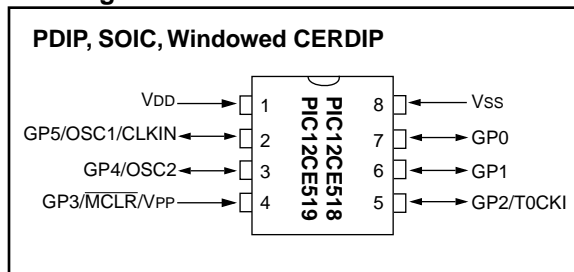 PDIP, SOIC, Windowed CERDIP
VDD 1 8 VSS
GP5/OSC1/CLKIN 2 7 GP0
GP4/OSC2 3 6 GP1
GP3/MCLR/VPP 4 5 GP2/T0CKI
PIC12CE518
PIC12CE519